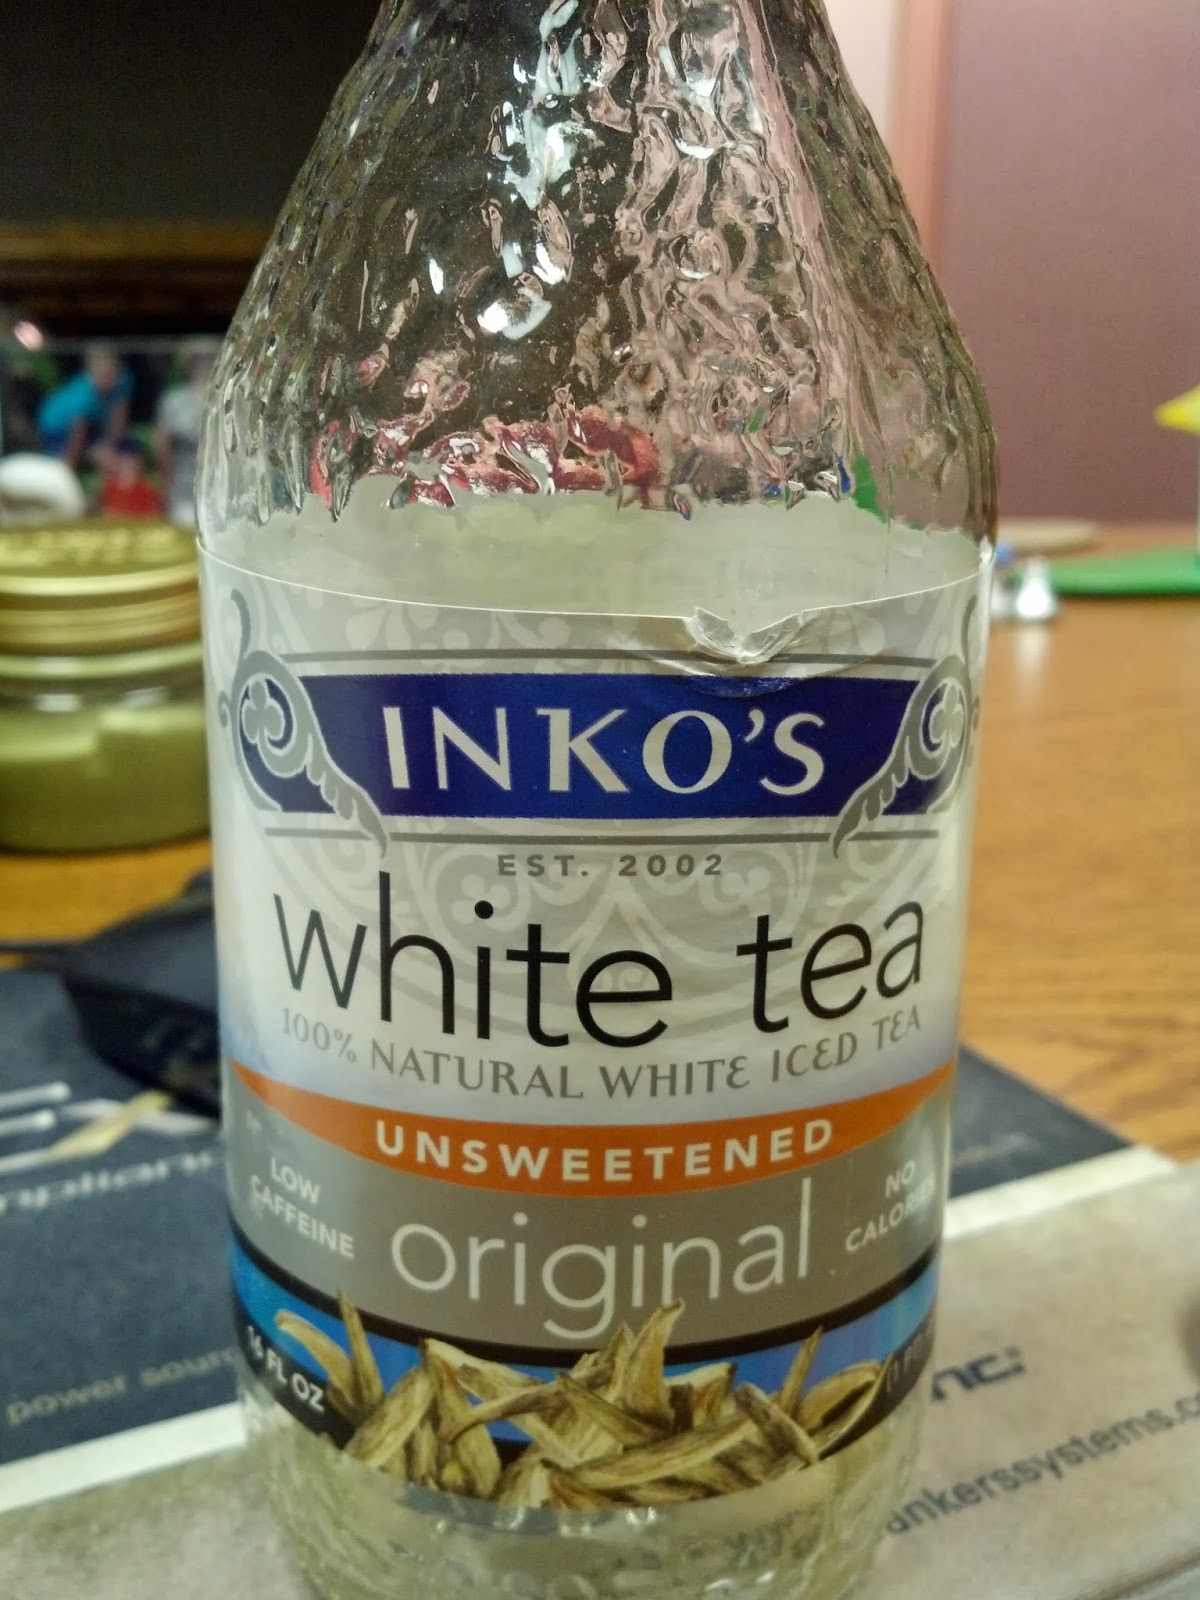 INKO'S
EST. 2002
white tea
100% NATURAL WHITE ICED TEA
UNSWEETENED
LOW CAFFEINE
original
NO CALORIES
16 FL OZ
power